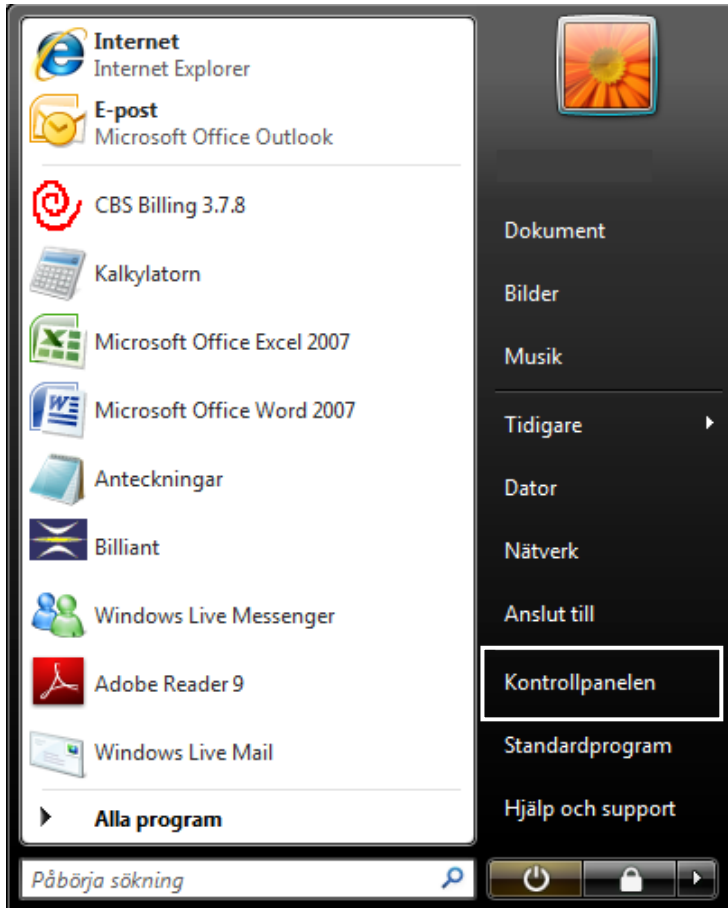 Internet
Internet Explorer
E-post
Microsoft Office Outlook
CBS Billing 3.7.8
Kalkylatorn
Microsoft Office Excel 2007
Microsoft Office Word 2007
Anteckningar
Billiant
Windows Live Messenger
Adobe Reader 9
Windows Live Mail
Alla program
Påbörja sökning
Dokument
Bilder
Musik
Tidigare
Dator
Nätverk
Anslut till
Kontrollpanelen
Standardprogram
Hjälp och support